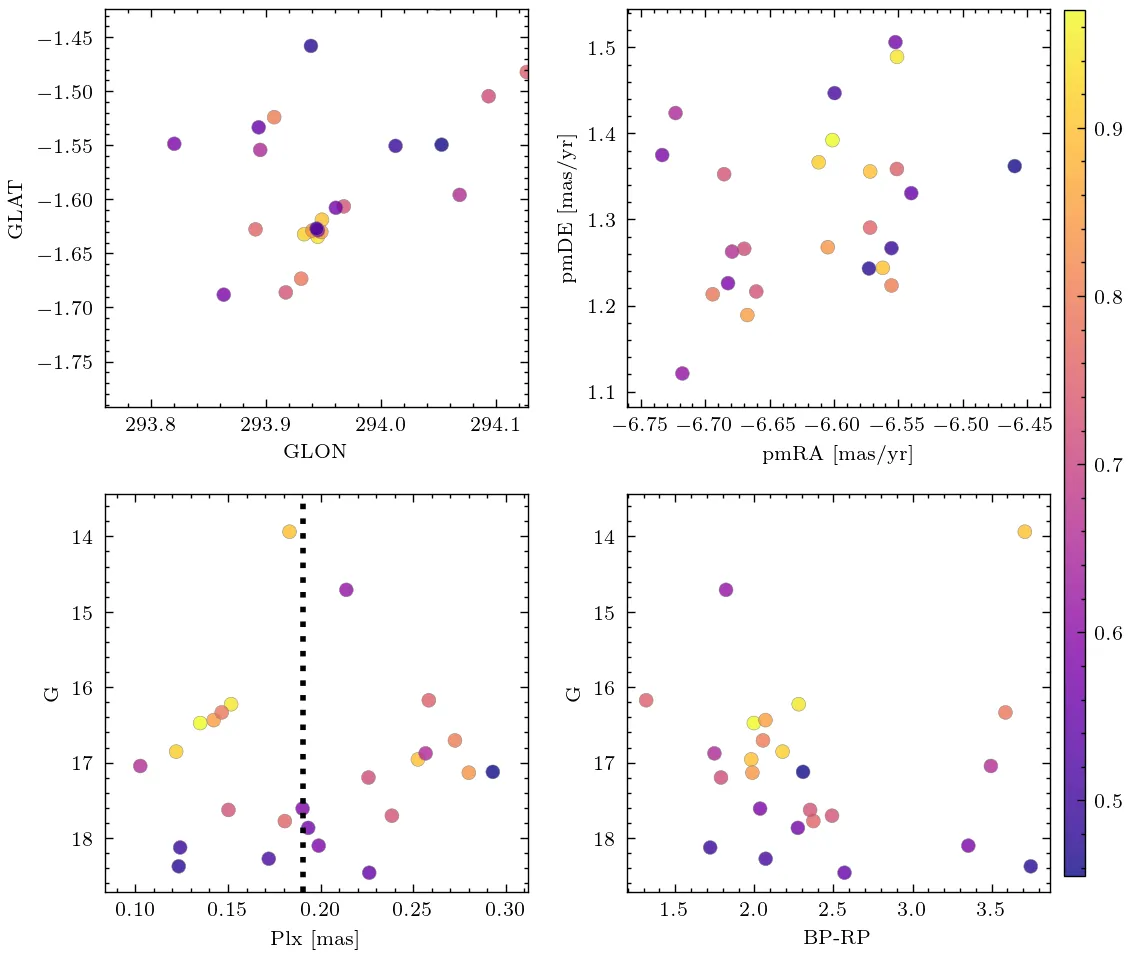 −1.45
−1.50
−1.55
−1.60
−1.65
−1.70
−1.75
GLAT
293.8 293.9 294.0 294.1
GLON
1.5
1.4
1.3
1.2
1.1
pmDE [mas/yr]
−6.75 −6.70 −6.65 −6.60 −6.55 −6.50 −6.45
pmRA [mas/yr]
0.9
0.8
0.7
0.6
0.5
14
15
16
17
18
G
0.10 0.15 0.20 0.25 0.30
Plx [mas]
14
15
16
17
18
G
1.5 2.0 2.5 3.0 3.5
BP-RP